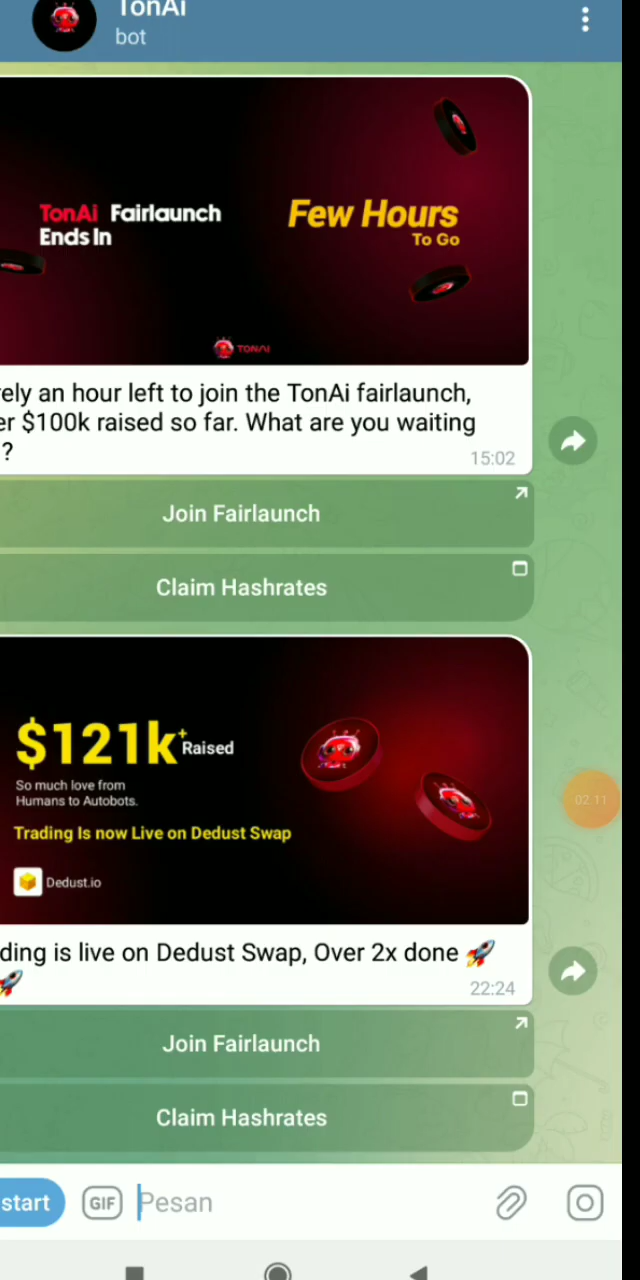 TonAi
bot
TonAi Fairlaunch
Ends In
Few Hours
To Go
TONAI
ely an hour left to join the TonAi fairlaunch,
er $100k raised so far. What are you waiting
?
15:02
Join Fairlaunch
Claim Hashrates
$121k+ Raised
So much love from
Humans to Autobots.
Trading Is now Live on Dedust Swap
Dedust.io
ding is live on Dedust Swap, Over 2x done 🚀
🚀
22:24
Join Fairlaunch
Claim Hashrates
02.11
start
GIF
Pesan